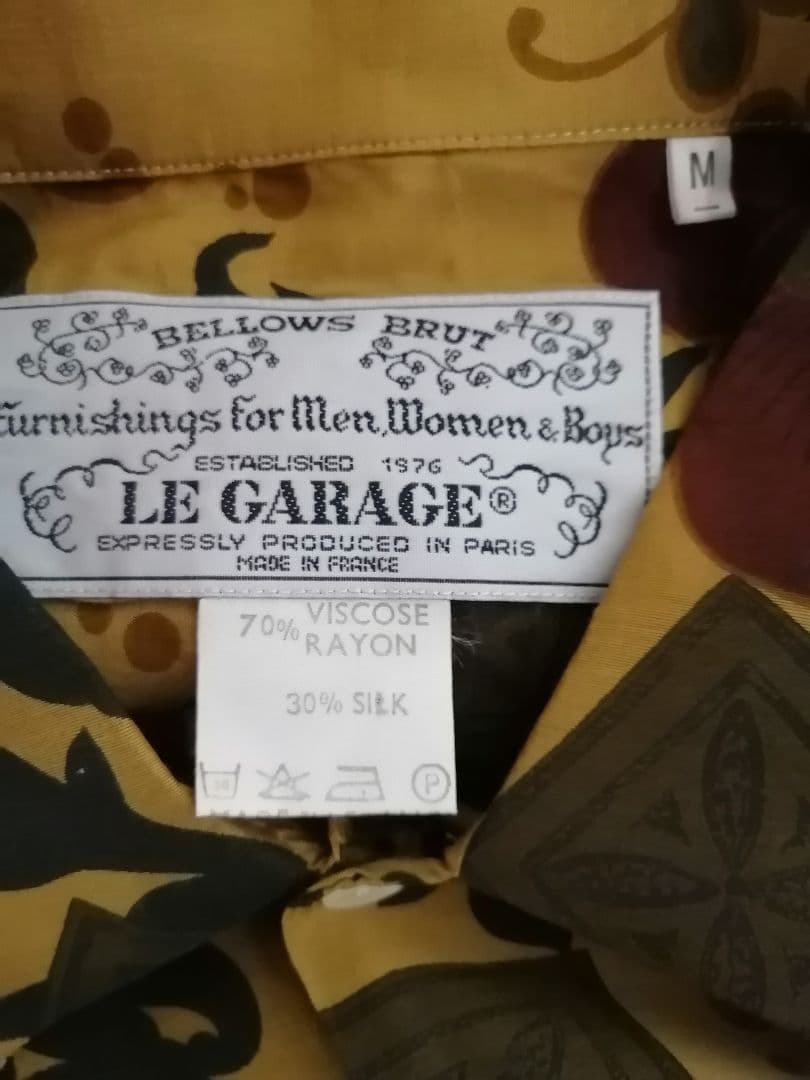 M
BELLOWS BRUT
Furnishings for Men, Women & Boys
ESTABLISHED 1976
LE GARAGE®
EXPRESSLY PRODUCED IN PARIS
MADE IN FRANCE
70% VISCOSE
RAYON
30% SILK
P